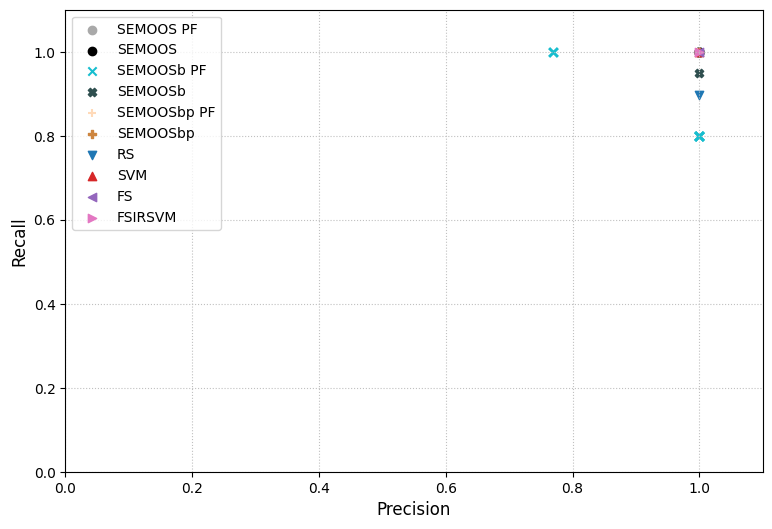 SEMOOS PF
SEMOOS
SEMOOSb PF
SEMOOSb
SEMOOSbp PF
SEMOOSbp
RS
SVM
FS
FSIRSVM
1.0
0.8
0.6
0.4
0.2
0.0
Recall
0.0 0.2 0.4 0.6 0.8 1.0
Precision